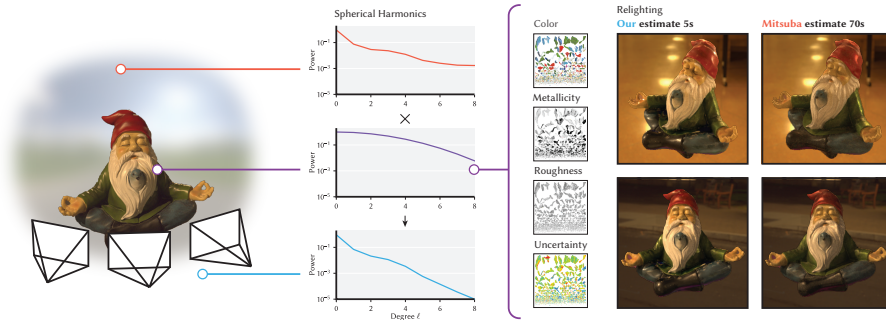 Spherical Harmonics
Power
10⁻¹
10⁻³
10⁻⁵
0 2 4 6 8
×
Power
10⁻¹
10⁻³
10⁻⁵
0 2 4 6 8
Power
10⁻¹
10⁻³
10⁻⁵
0 2 4 6 8
Degree ℓ
Color
Metallicity
Roughness
Uncertainty
Relighting
Our estimate 5s
Mitsuba estimate 70s